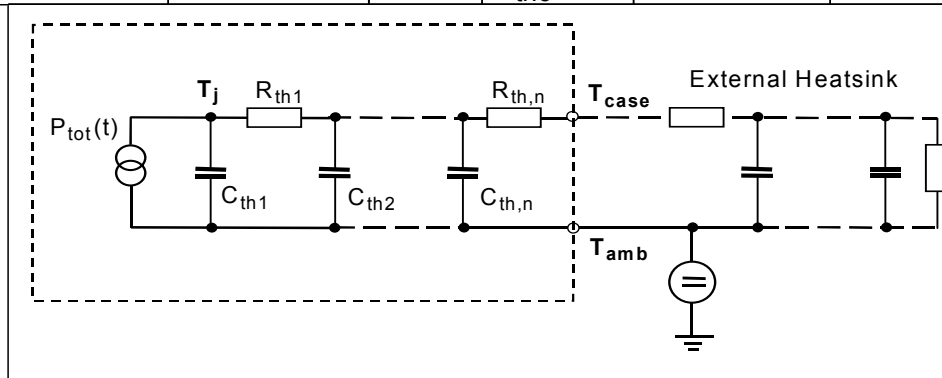 External Heatsink
T_j
R_th1
R_th,n
T_case
P_tot(t)
C_th1
C_th2
C_th,n
T_amb